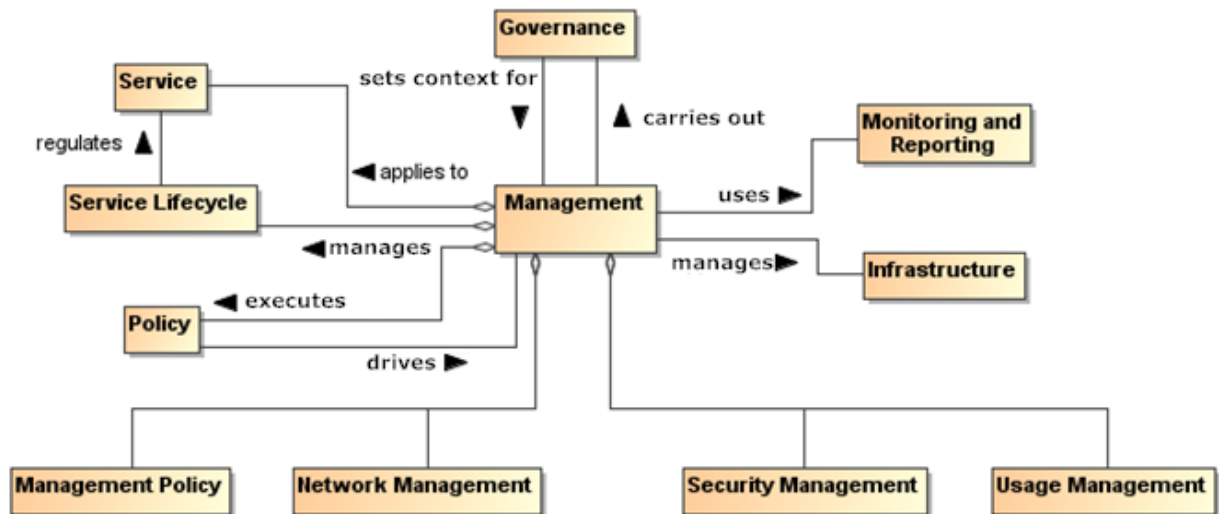 Governance
Service
sets context for
carries out
Monitoring and
Reporting
regulates
applies to
uses
Service Lifecycle
Management
manages
manages
Infrastructure
executes
Policy
drives
Management Policy
Network Management
Security Management
Usage Management